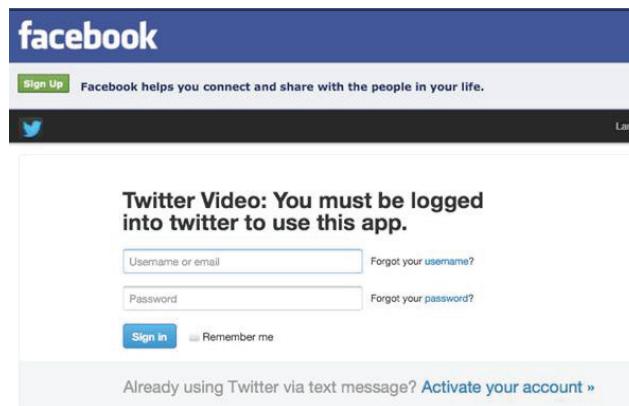 facebook
Sign Up Facebook helps you connect and share with the people in your life.
Twitter Video: You must be logged
into twitter to use this app.
Username or email Forgot your username?
Password Forgot your password?
Sign in Remember me
Already using Twitter via text message? Activate your account »